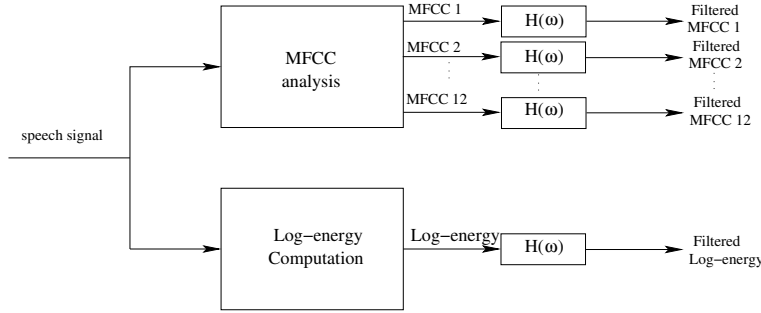 MFCC 1
H(ω)
Filtered
MFCC 1
MFCC
analysis
MFCC 2
H(ω)
Filtered
MFCC 2
MFCC 12
H(ω)
Filtered
MFCC 12
speech signal
Log−energy
Computation
Log−energy
H(ω)
Filtered
Log−energy